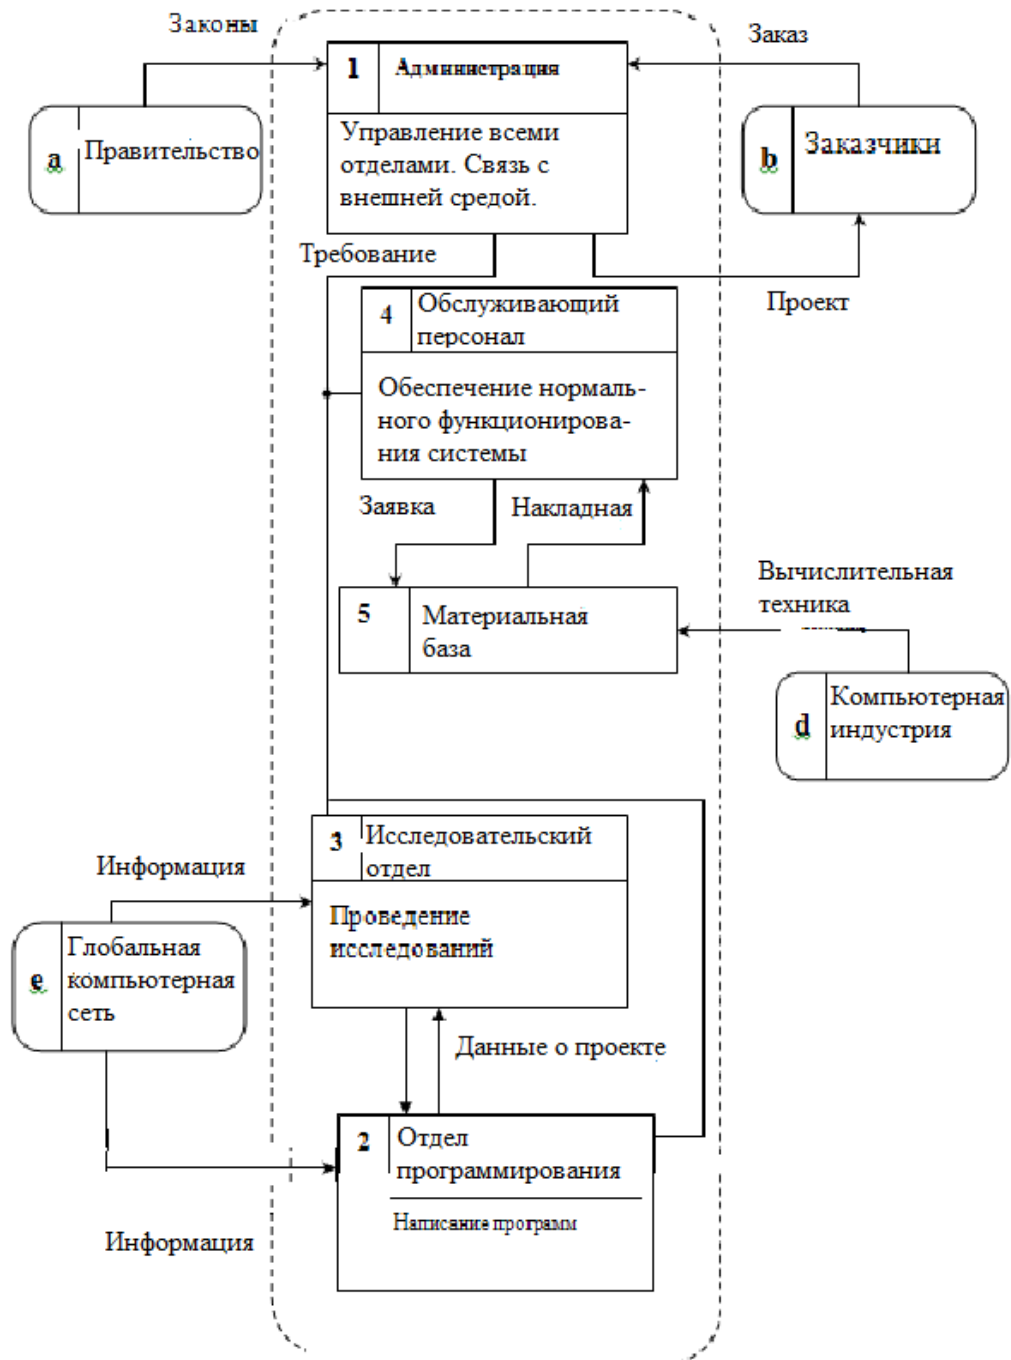 Законы
Заказ
1 Администрация
Управление всеми
отделами. Связь с
внешней средой.
a Правительство
b Заказчики
Требование
Проект
4 Обслуживающий
персонал
Обеспечение нормаль-
ного функционирова-
ния системы
Заявка
Накладная
Вычислительная
техника
5 Материальная
база
d Компьютерная
индустрия
3 Исследовательский
отдел
Информация
Проведение
исследований
e Глобальная
компьютерная
сеть
Данные о проекте
2 Отдел
программирования
Написание программ
Информация